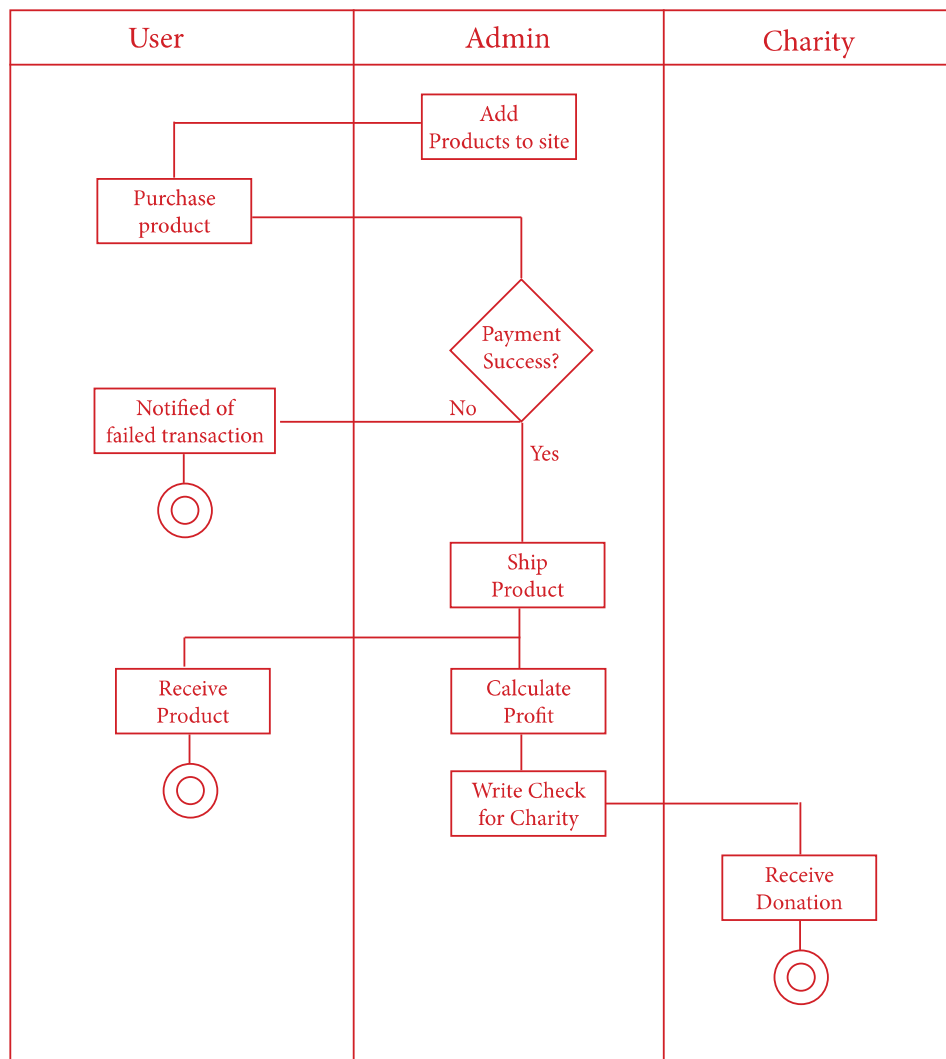 User
Admin
Charity
Add
Products to site
Purchase
product
Payment
Success?
No
Notified of
failed transaction
Yes
Ship
Product
Receive
Product
Calculate
Profit
Write Check
for Charity
Receive
Donation